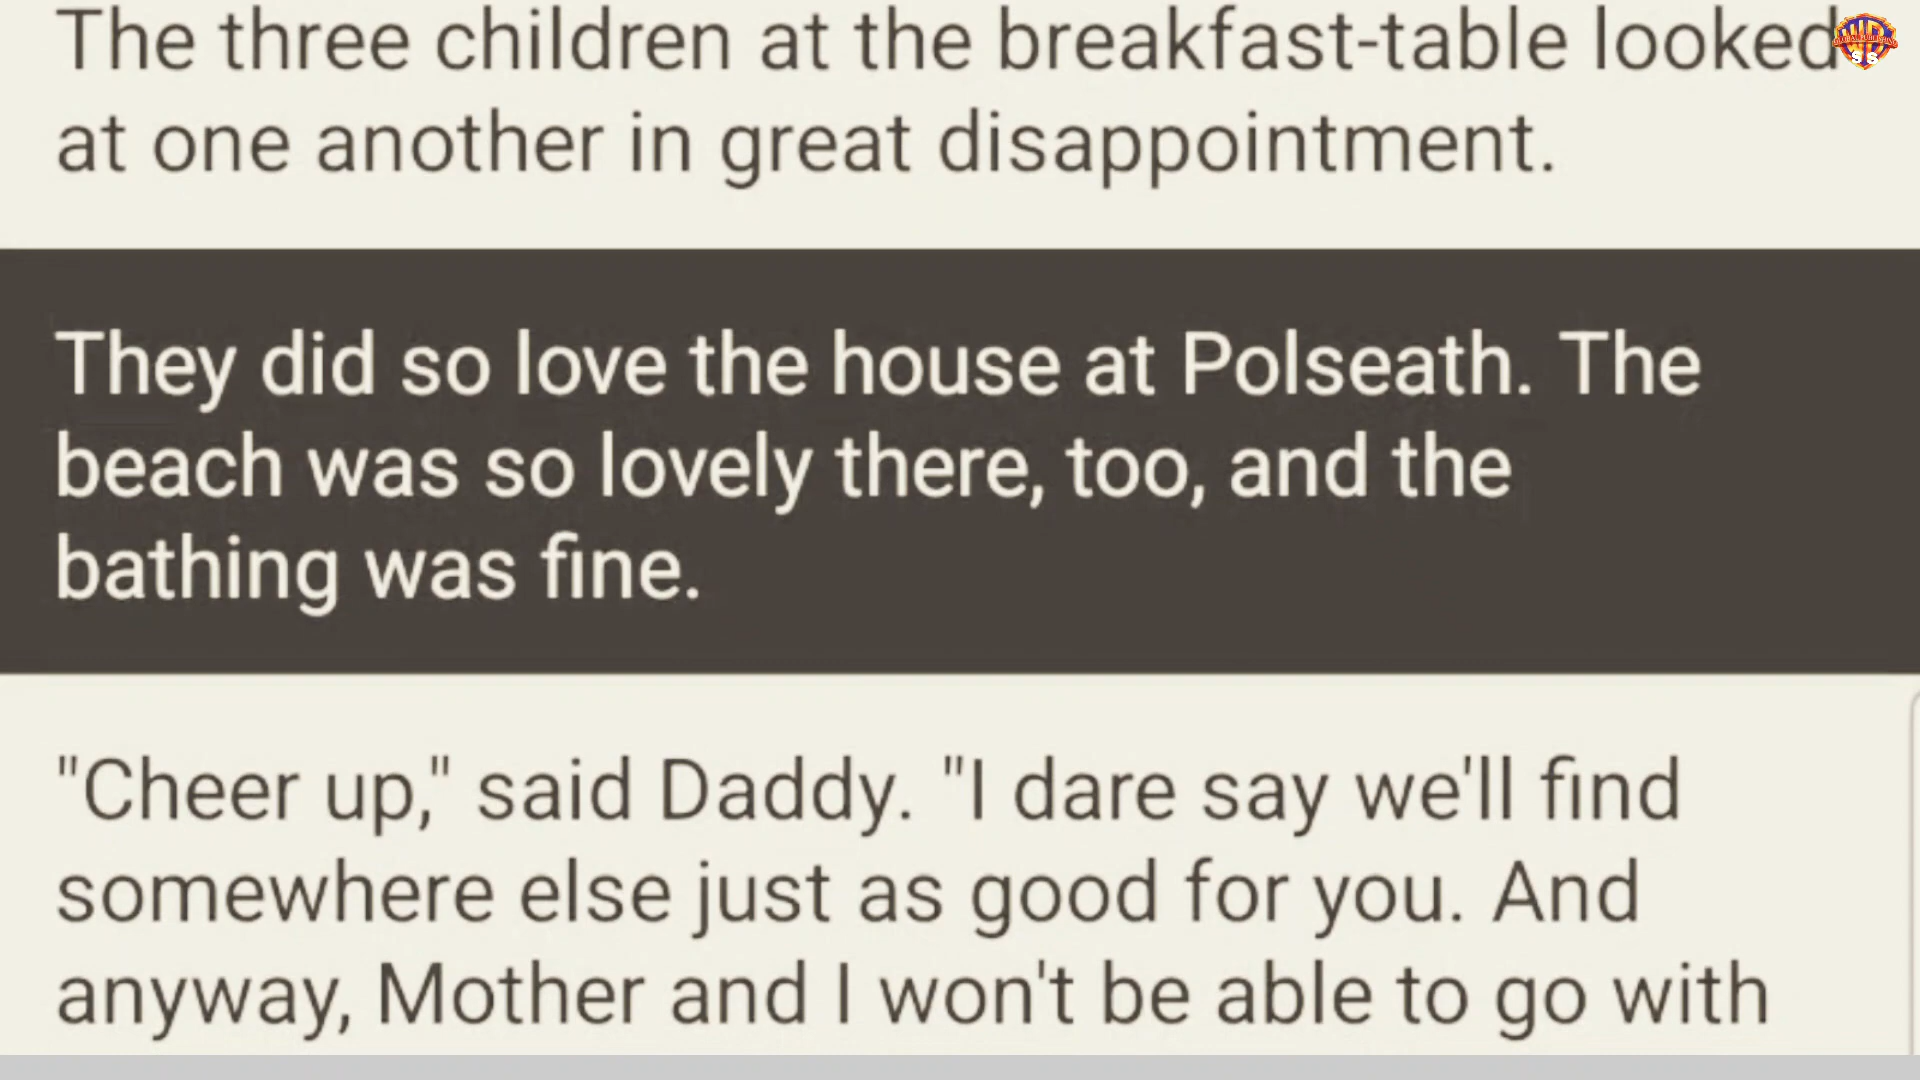 The three children at the breakfast-table looked
at one another in great disappointment.
They did so love the house at Polseath. The
beach was so lovely there, too, and the
bathing was fine.
"Cheer up," said Daddy. "I dare say we'll find
somewhere else just as good for you. And
anyway, Mother and I won't be able to go with